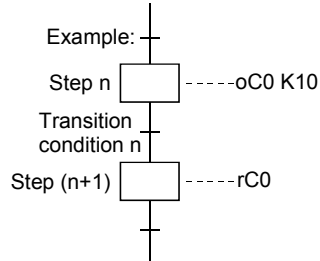 Example:
Step n
oC0 K10
Transition
condition n
Step (n+1)
rC0